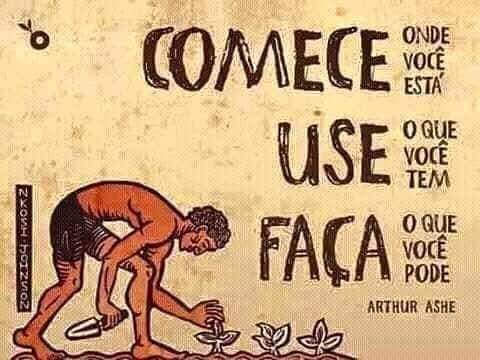 COMECE ONDE VOCÊ ESTÁ
USE O QUE VOCÊ TEM
FAÇA O QUE VOCÊ PODE
ARTHUR ASHE
NKOSI JOHNSON